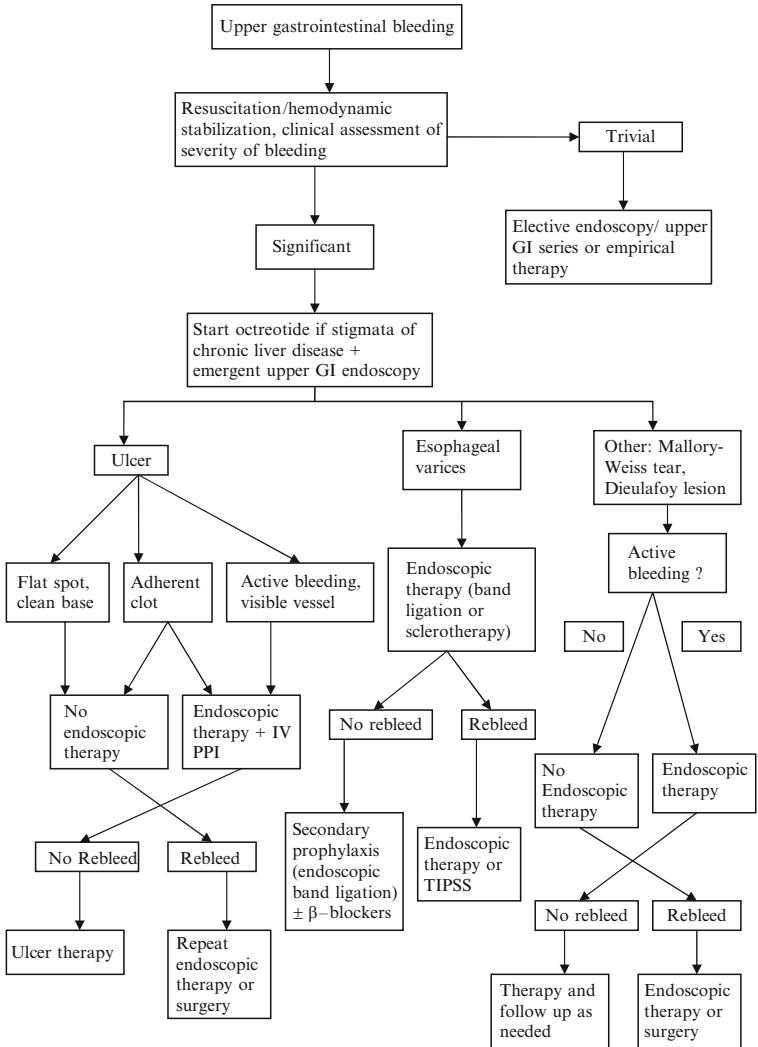 Upper gastrointestinal bleeding
Resuscitation/hemodynamic
stabilization, clinical assessment of
severity of bleeding
Trivial
Elective endoscopy/ upper
GI series or empirical
therapy
Significant
Start octreotide if stigmata of
chronic liver disease +
emergent upper GI endoscopy
Ulcer
Esophageal
varices
Other: Mallory-
Weiss tear,
Dieulafoy lesion
Flat spot,
clean base
Adherent
clot
Active bleeding,
visible vessel
Endoscopic
therapy (band
ligation or
sclerotherapy)
Active
bleeding ?
No
Yes
No
endoscopic
therapy
Endoscopic
therapy + IV
PPI
No rebleed
Rebleed
No
Endoscopic
therapy
Endoscopic
therapy
No Rebleed
Rebleed
Secondary
prophylaxis
(endoscopic
band ligation)
± β–blockers
Endoscopic
therapy or
TIPSS
No rebleed
Rebleed
Ulcer therapy
Repeat
endoscopic
therapy or
surgery
Therapy and
follow up as
needed
Endoscopic
therapy or
surgery